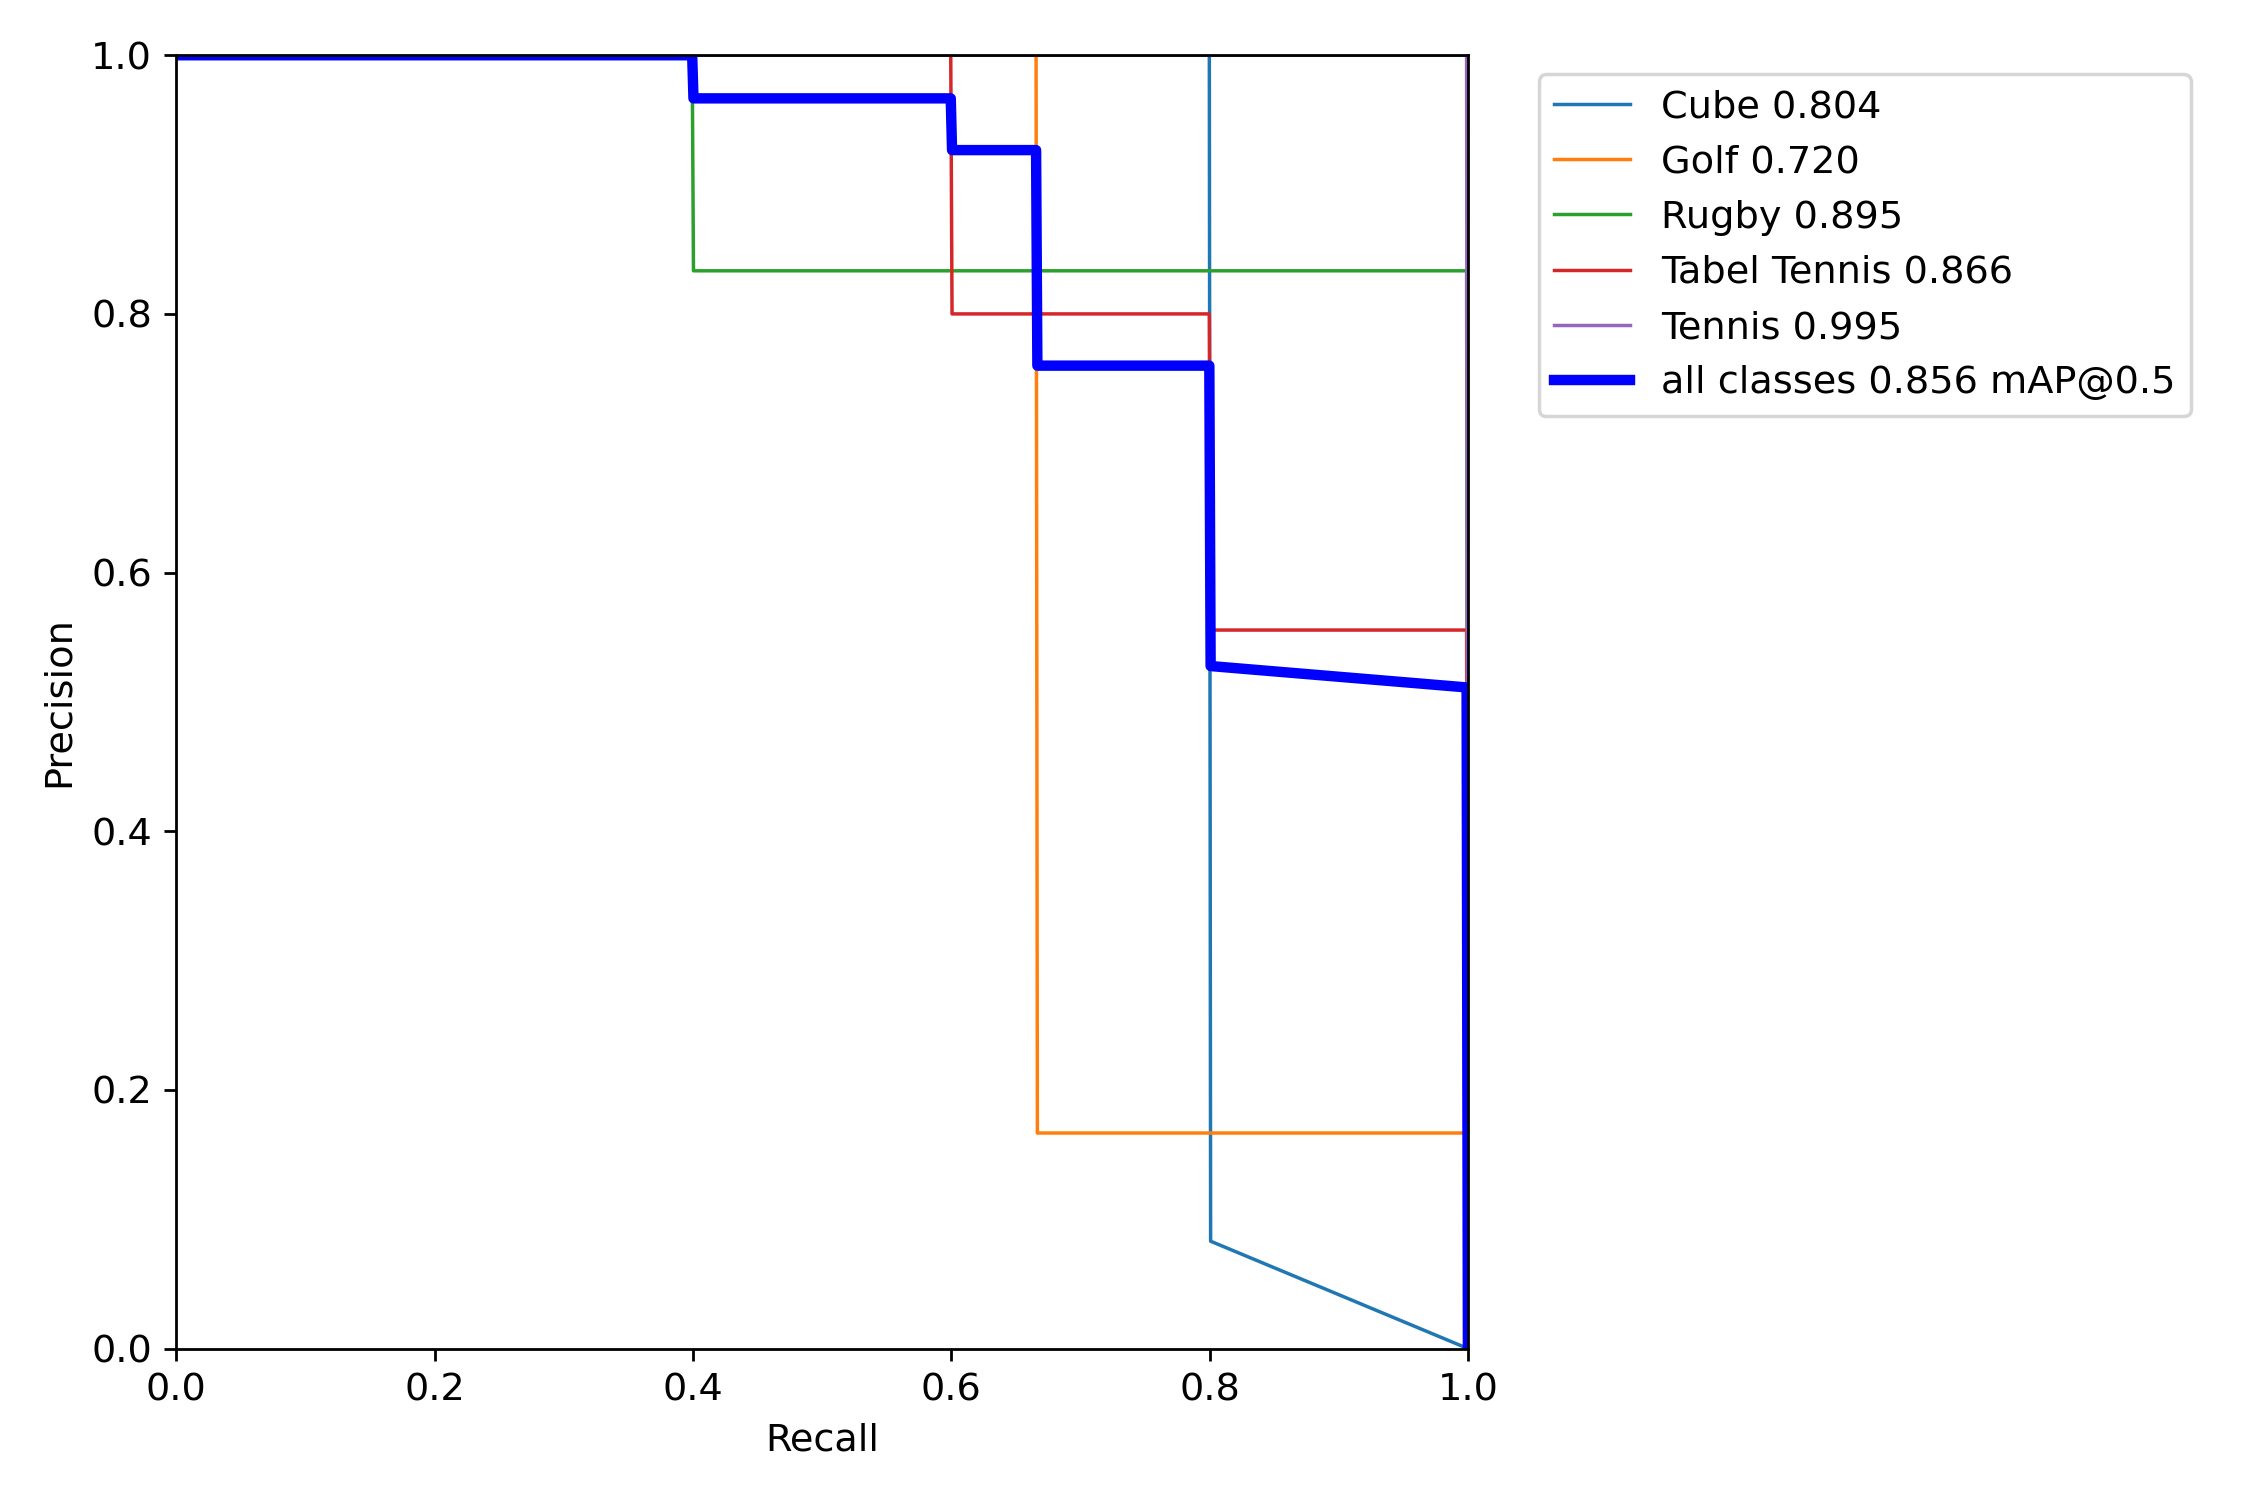 1.0
0.8
0.6
0.4
0.2
0.0
Precision
0.0 0.2 0.4 0.6 0.8 1.0
Recall
Cube 0.804
Golf 0.720
Rugby 0.895
Tabel Tennis 0.866
Tennis 0.995
all classes 0.856 mAP@0.5